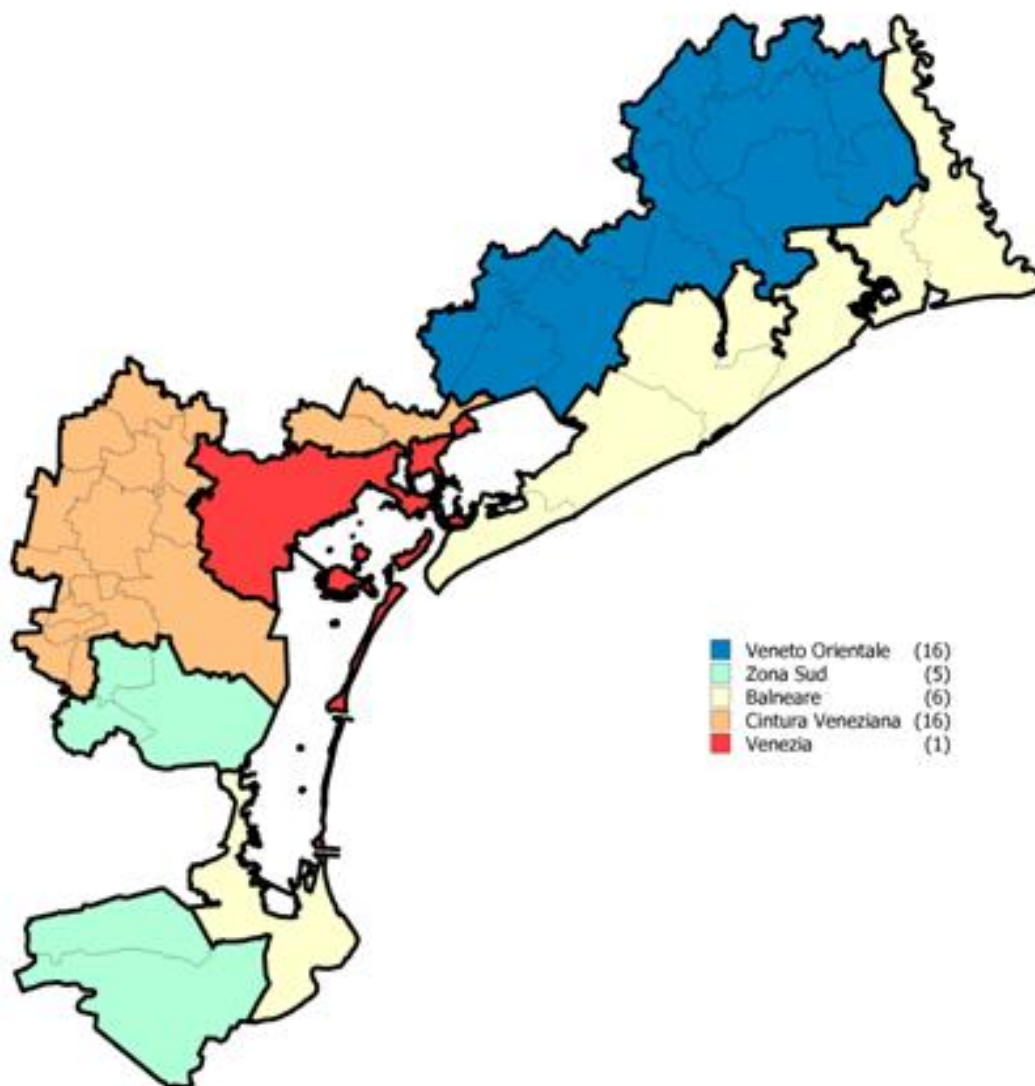 Veneto Orientale (16)
Zona Sud (5)
Balneare (6)
Cintura Veneziana (16)
Venezia (1)